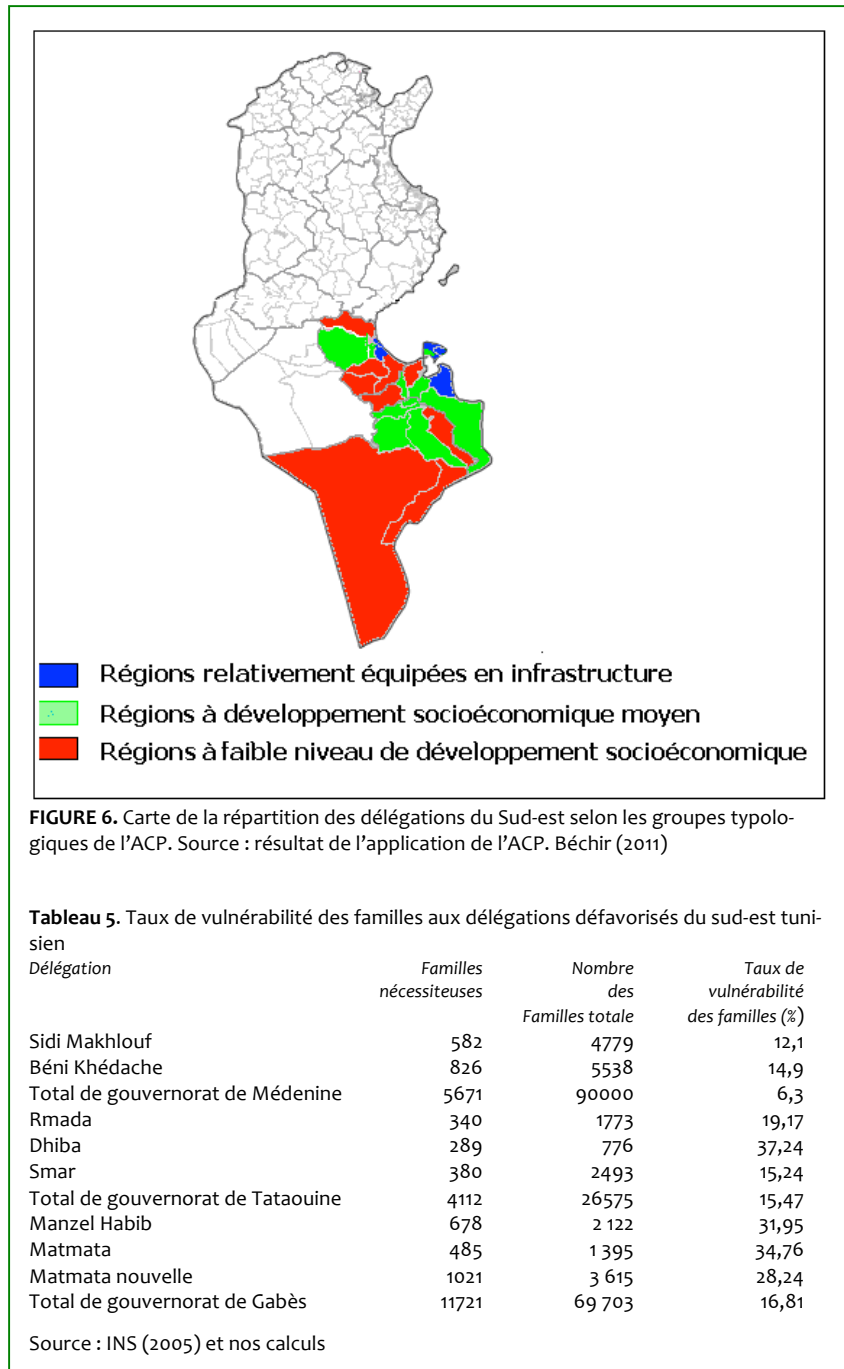 Régions relativement équipées en infrastructure
Régions à développement socioéconomique moyen
Régions à faible niveau de développement socioéconomique
FIGURE 6. Carte de la répartition des délégations du Sud-est selon les groupes typolo-
giques de l'ACP. Source : résultat de l'application de l'ACP. Béchir (2011)
Tableau 5. Taux de vulnérabilité des familles aux délégations défavorisés du sud-est tuni-
sien
Délégation Familles Nombre Taux de
nécessiteuses des vulnérabilité
Familles totale des familles (%)
Sidi Makhlouf 582 4779 12,1
Béni Khédache 826 5538 14,9
Total de gouvernorat de Médenine 5671 90000 6,3
Rmada 340 1773 19,17
Dhiba 289 776 37,24
Smar 380 2493 15,24
Total de gouvernorat de Tataouine 4112 26575 15,47
Manzel Habib 678 2 122 31,95
Matmata 485 1 395 34,76
Matmata nouvelle 1021 3 615 28,24
Total de gouvernorat de Gabès 11721 69 703 16,81
Source : INS (2005) et nos calculs